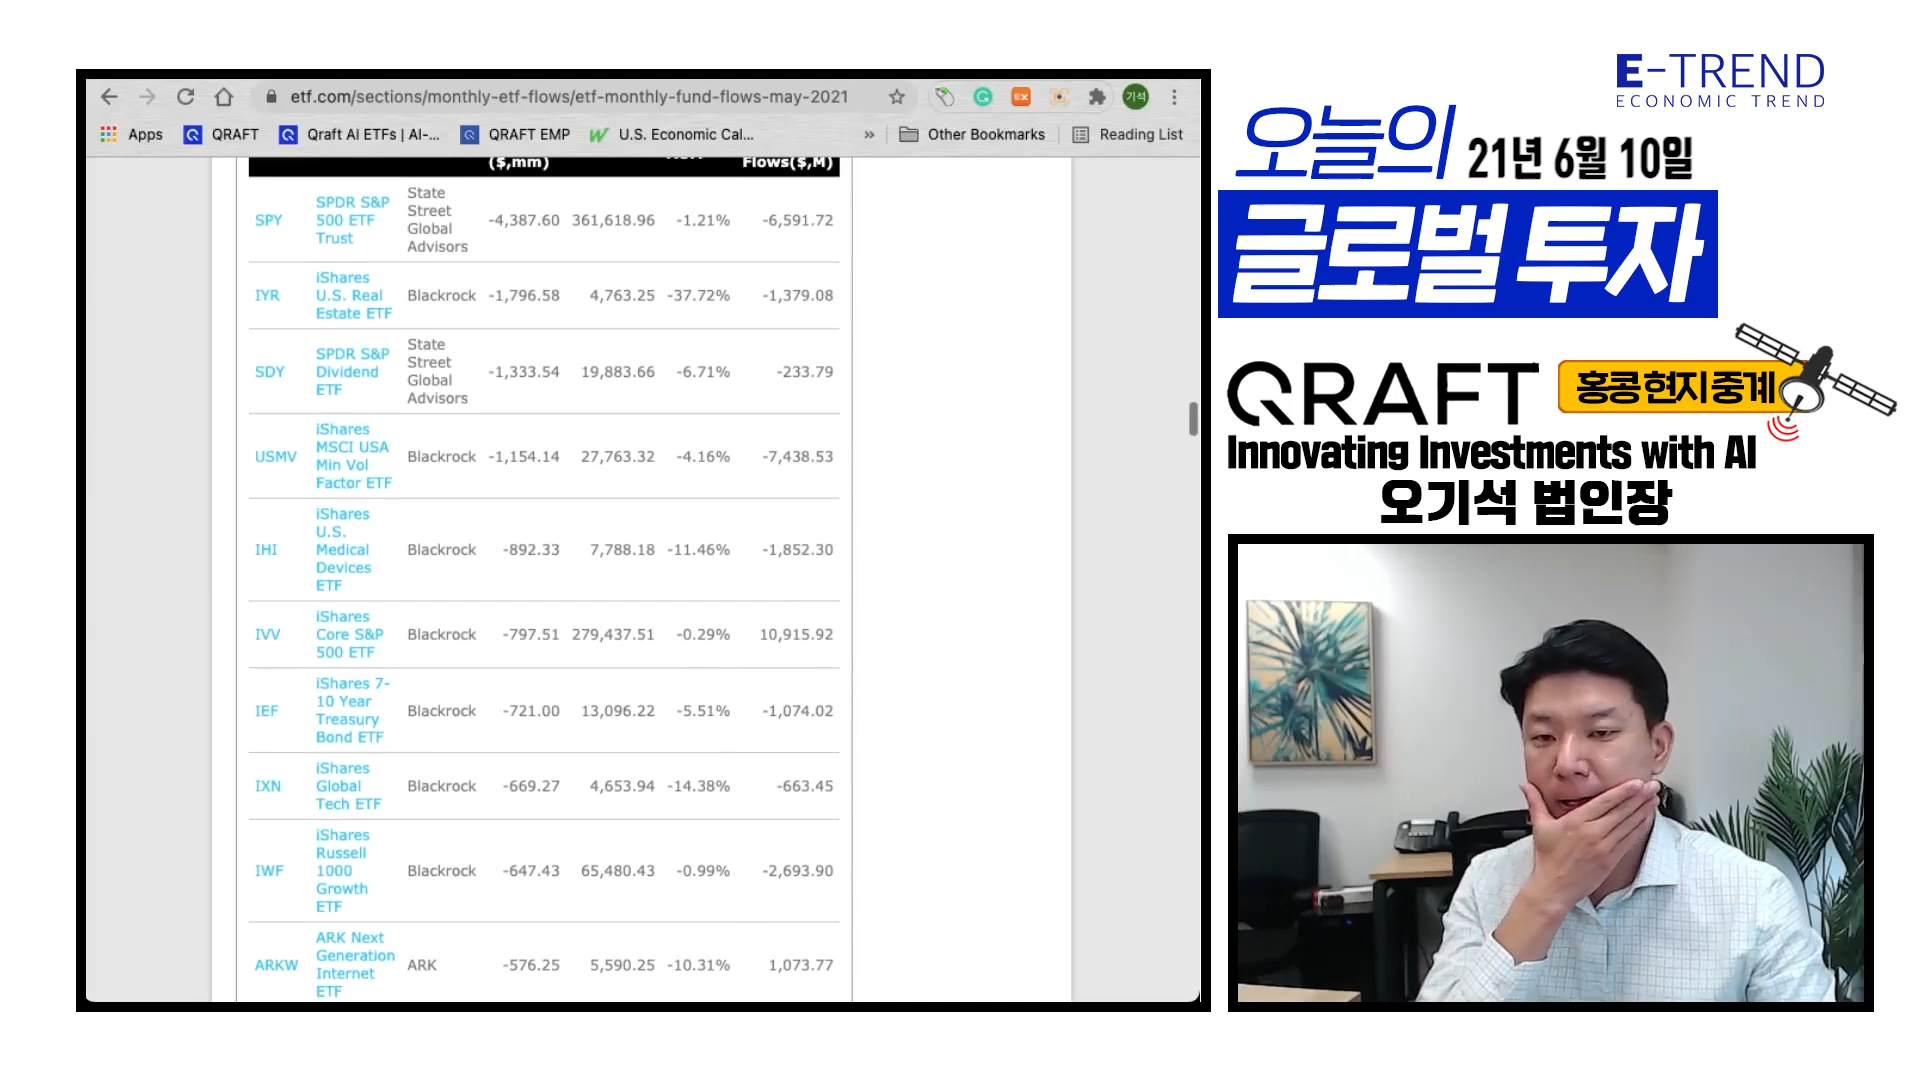 etf.com/sections/monthly-etf-flows/etf-monthly-fund-flows-may-2021
기석
Apps QRAFT Qraft AI ETFs | AI-... QRAFT EMP U.S. Economic Cal... » Other Bookmarks Reading List
($,mm) Flows($,M)
SPY SPDR S&P 500 ETF Trust State Street Global Advisors -4,387.60 361,618.96 -1.21% -6,591.72
IYR iShares U.S. Real Estate ETF Blackrock -1,796.58 4,763.25 -37.72% -1,379.08
SDY SPDR S&P Dividend ETF State Street Global Advisors -1,333.54 19,883.66 -6.71% -233.79
USMV iShares MSCI USA Min Vol Factor ETF Blackrock -1,154.14 27,763.32 -4.16% -7,438.53
IHI iShares U.S. Medical Devices ETF Blackrock -892.33 7,788.18 -11.46% -1,852.30
IVV iShares Core S&P 500 ETF Blackrock -797.51 279,437.51 -0.29% 10,915.92
IEF iShares 7-10 Year Treasury Bond ETF Blackrock -721.00 13,096.22 -5.51% -1,074.02
IXN iShares Global Tech ETF Blackrock -669.27 4,653.94 -14.38% -663.45
IWF iShares Russell 1000 Growth ETF Blackrock -647.43 65,480.43 -0.99% -2,693.90
ARKW ARK Next Generation Internet ETF ARK -576.25 5,590.25 -10.31% 1,073.77
E-TREND
ECONOMIC TREND
오늘의 21년 6월 10일
글로벌 투자
QRAFT 홍콩 현지 중계
Innovating Investments with AI
오기석 법인장